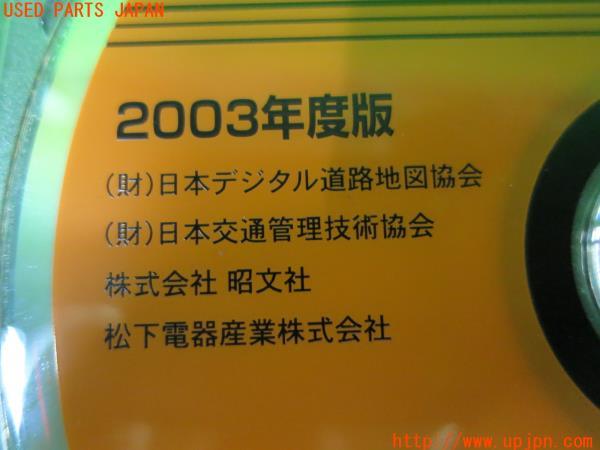 USED PARTS JAPAN
2003年度版
(財)日本デジタル道路地図協会
(財)日本交通管理技術協会
株式会社 昭文社
松下電器産業株式会社
http://www.upjpn.com/